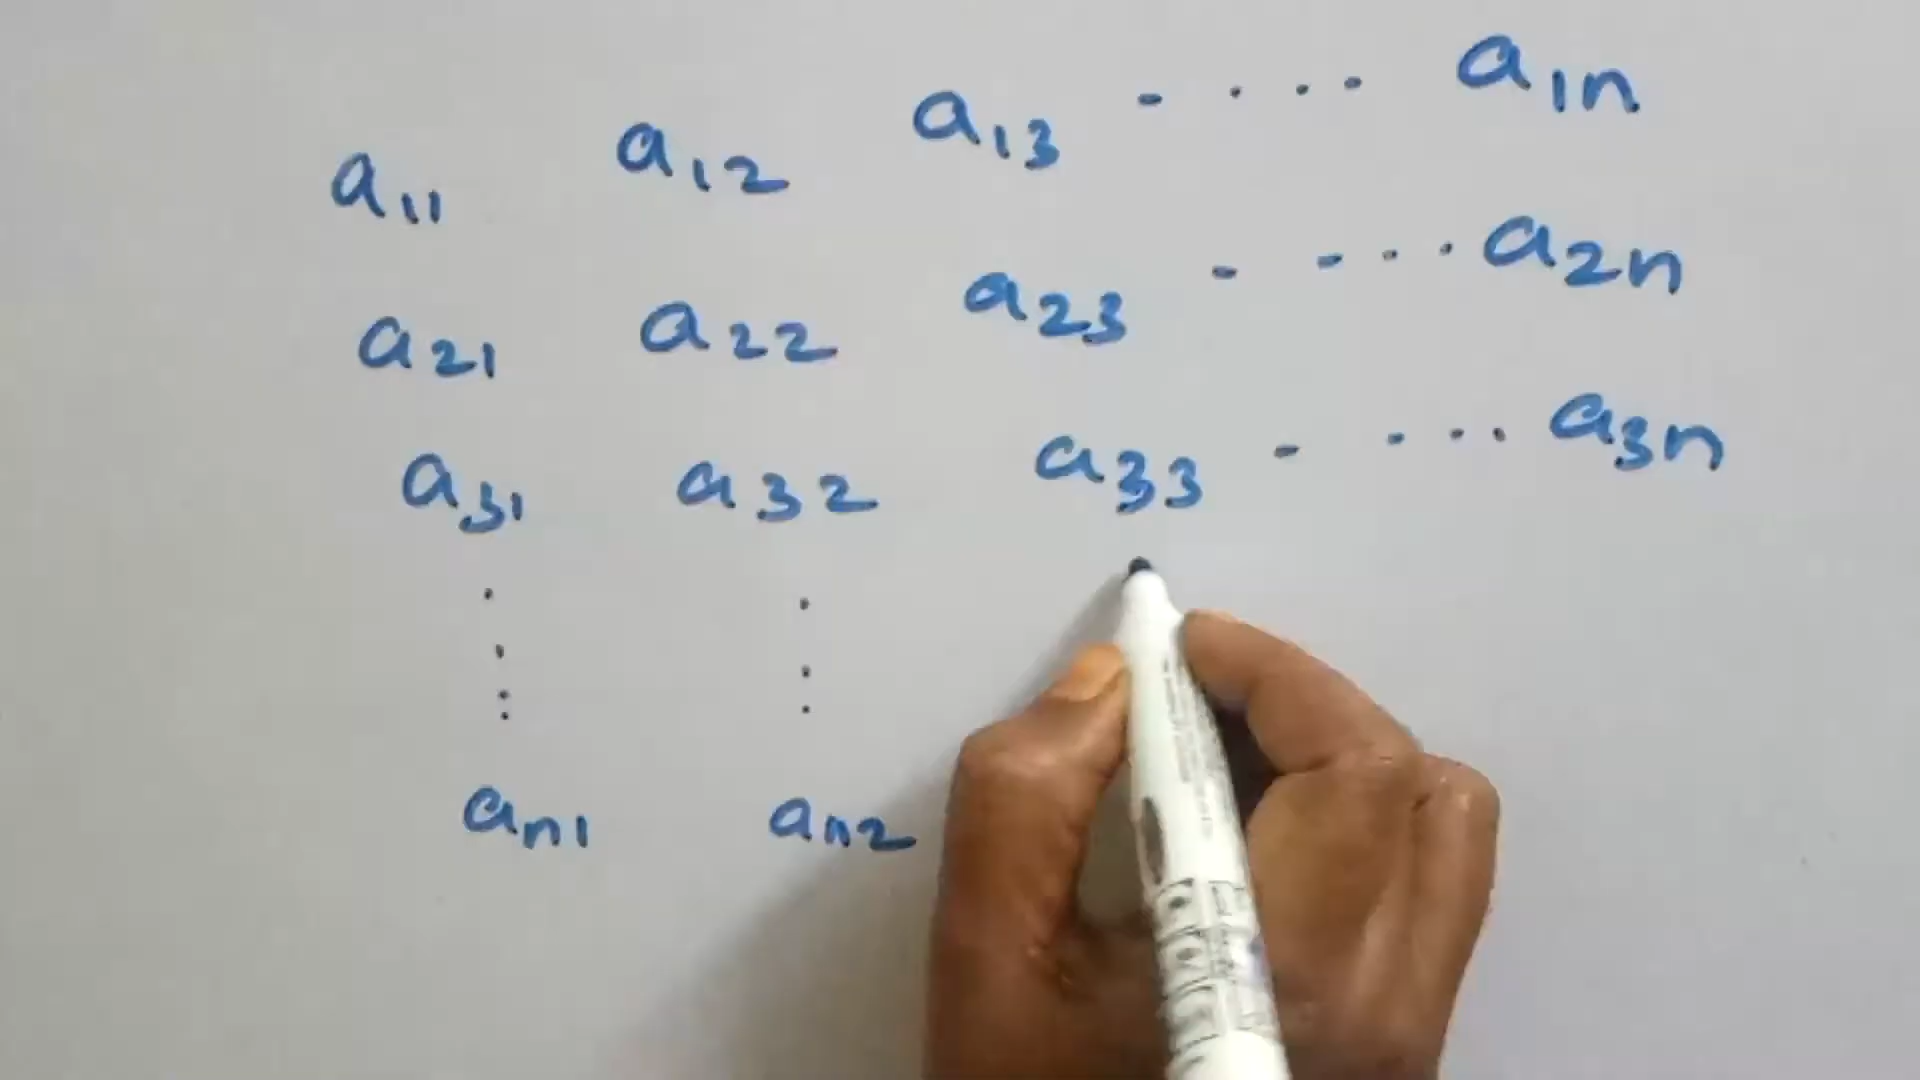 a11 a12 a13 - . . . a1n
a21 a22 a23 - - . . a2n
a31 a32 a33 - . . . a3n
. .
. .
: .
an1 an2